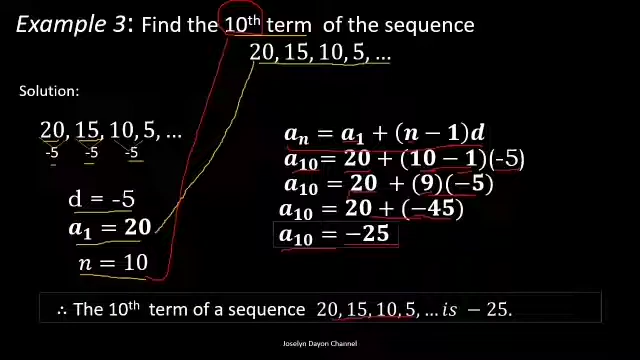 Example 3: Find the 10th term of the sequence
20, 15, 10, 5, ...
Solution:
20, 15, 10, 5, ...
-5 -5 -5
d = -5
a₁ = 20
n = 10
aₙ = a₁ + (n − 1)d
a₁₀ = 20 + (10 − 1)(-5)
a₁₀ = 20 + (9)(−5)
a₁₀ = 20 + (−45)
a₁₀ = −25
∴ The 10th term of a sequence 20, 15, 10, 5, ... is − 25.
Joselyn Dayon Channel